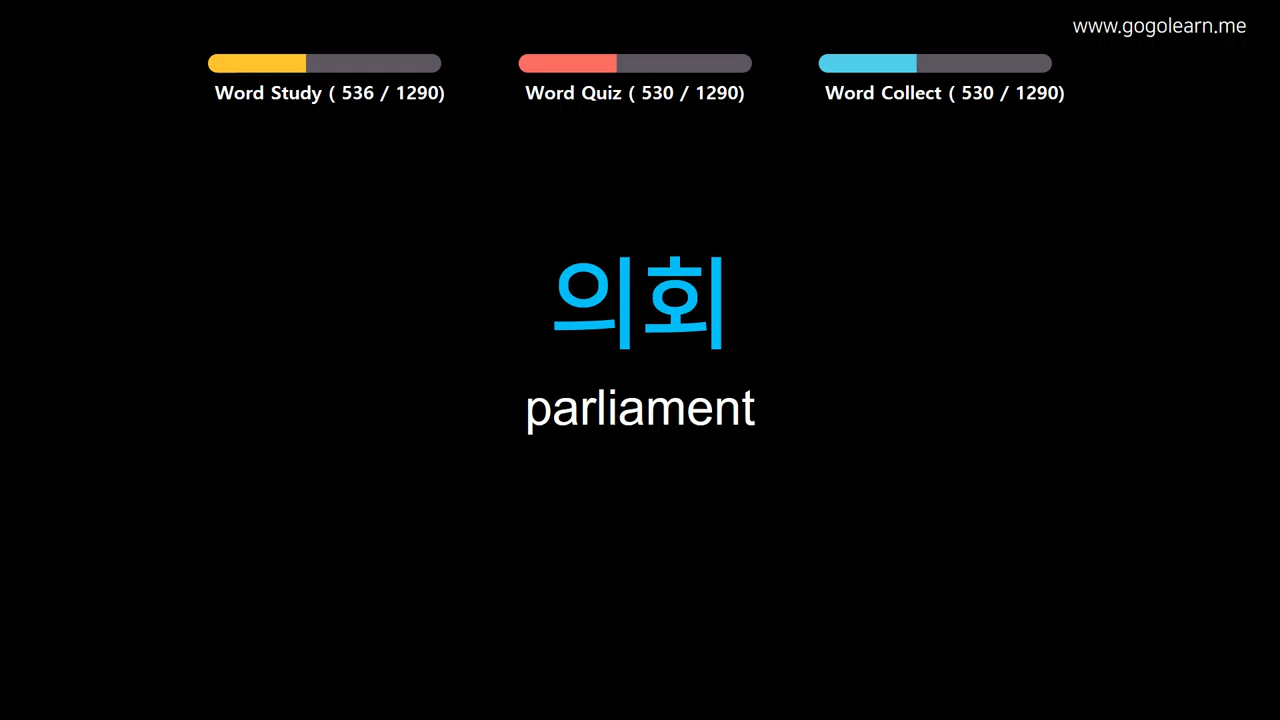 www.gogolearn.me
Word Study ( 536 / 1290)
Word Quiz ( 530 / 1290)
Word Collect ( 530 / 1290)
의회
parliament